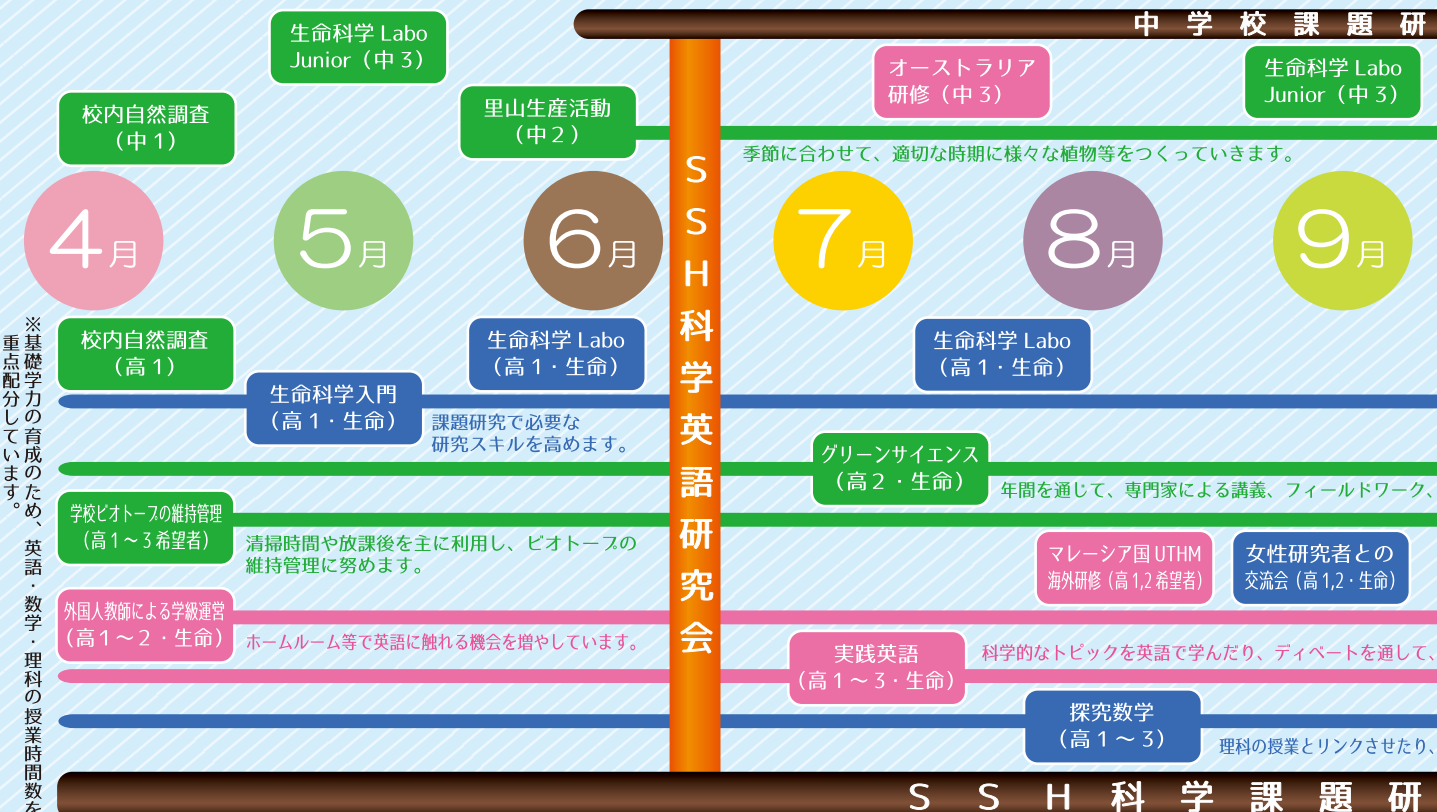 中学校課題研
生命科学 Labo
Junior（中３）
オーストラリア
研修（中３）
生命科学 Labo
Junior（中３）
校内自然調査
（中１）
里山生産活動
（中２）
季節に合わせて、適切な時期に様々な植物等をつくっていきます。
4月
5月
6月
7月
8月
9月
ＳＳＨ科学英語研究会
※基礎学力の育成のため、英語・数学・理科の授業時間数を
重点配分しています。
校内自然調査
（高１）
生命科学 Labo
（高１・生命）
生命科学 Labo
（高１・生命）
生命科学入門
（高１・生命）
課題研究で必要な
研究スキルを高めます。
グリーンサイエンス
（高２・生命）
年間を通じて、専門家による講義、フィールドワーク、
学校ビオトープの維持管理
（高１～３希望者）
清掃時間や放課後を主に利用し、ビオトープの
維持管理に努めます。
マレーシア国 UTHM
海外研修（高 1,2 希望者）
女性研究者との
交流会（高 1,2・生命）
外国人教師による学級運営
（高１～２・生命）
ホームルーム等で英語に触れる機会を増やしています。
実践英語
（高１～３・生命）
科学的なトピックを英語で学んだり、ディベートを通して、
探究数学
（高１～３）
理科の授業とリンクさせたり、
ＳＳＨ科学課題研